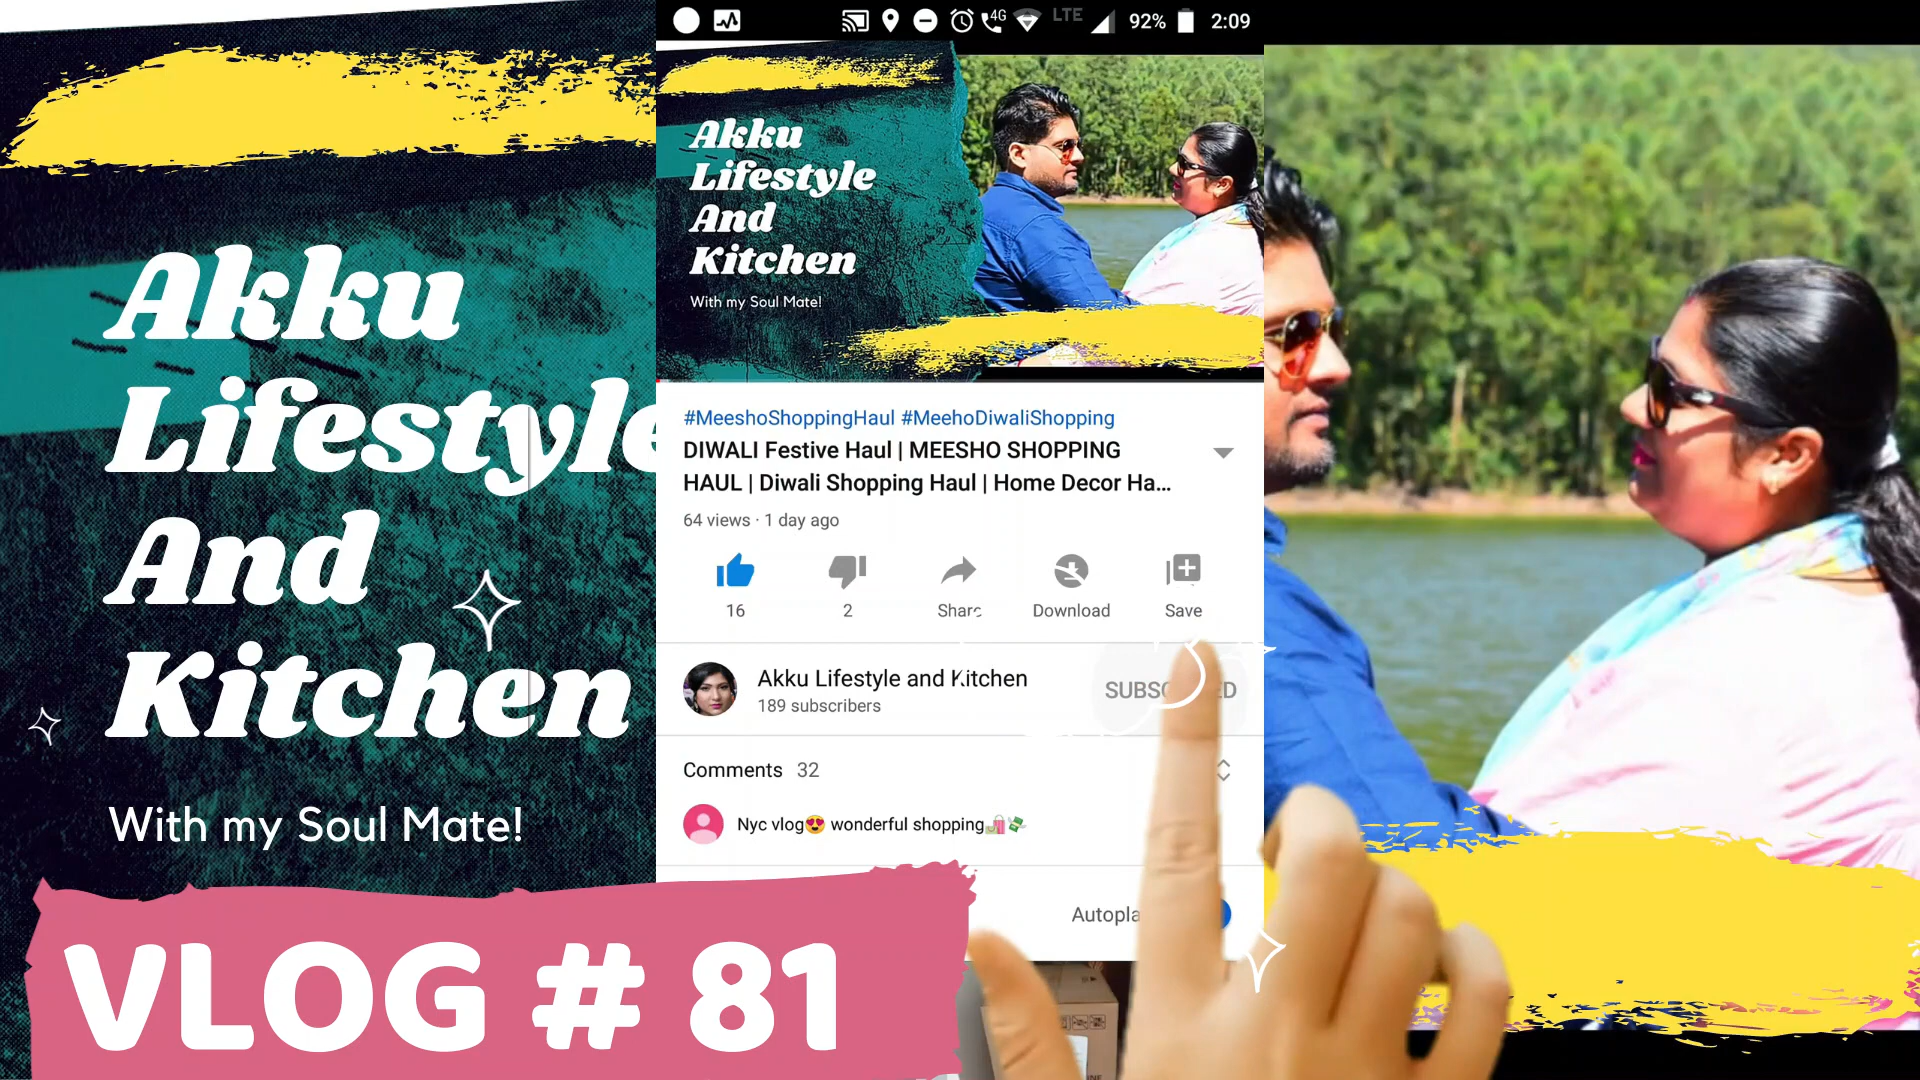 Akku
Lifestyle
And
Kitchen
With my Soul Mate!
VLOG # 81
4G
LTE
92%
2:09
Akku
Lifestyle
And
Kitchen
With my Soul Mate!
#MeeshoShoppingHaul #MeehoDiwaliShopping
DIWALI Festive Haul | MEESHO SHOPPING
HAUL | Diwali Shopping Haul | Home Decor Ha...
64 views · 1 day ago
16
2
Share
Download
Save
Akku Lifestyle and Kitchen
189 subscribers
Comments 32
Nyc vlog😍 wonderful shopping🛍️💸